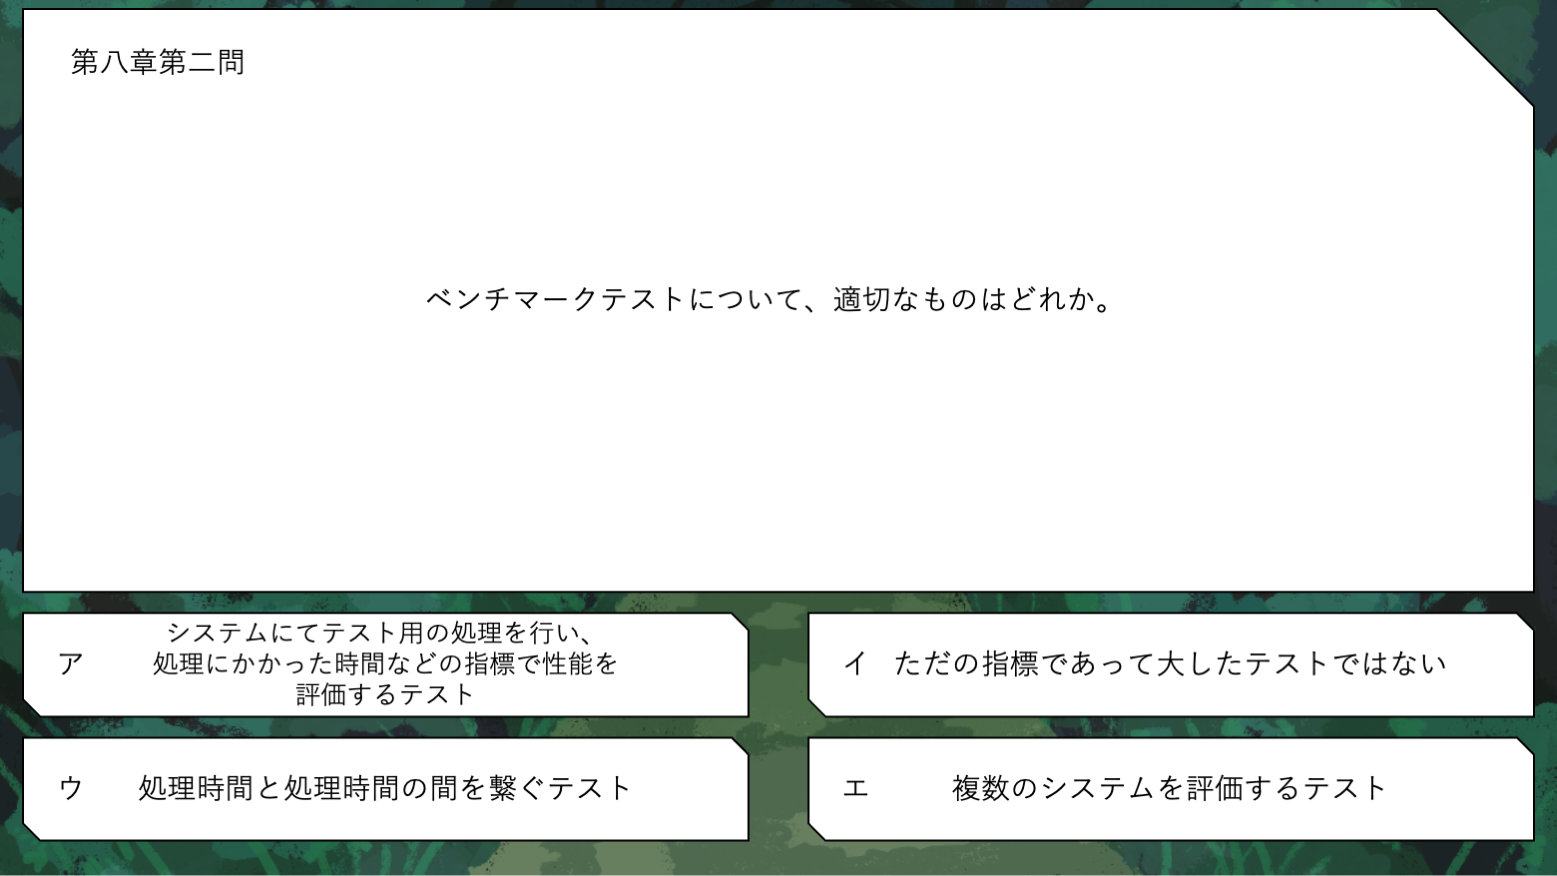 第八章第二問
ベンチマークテストについて、適切なものはどれか。
ア
システムにてテスト用の処理を行い、
処理にかかった時間などの指標で性能を
評価するテスト
イ ただの指標であって大したテストではない
ウ 処理時間と処理時間の間を繋ぐテスト
エ 複数のシステムを評価するテスト